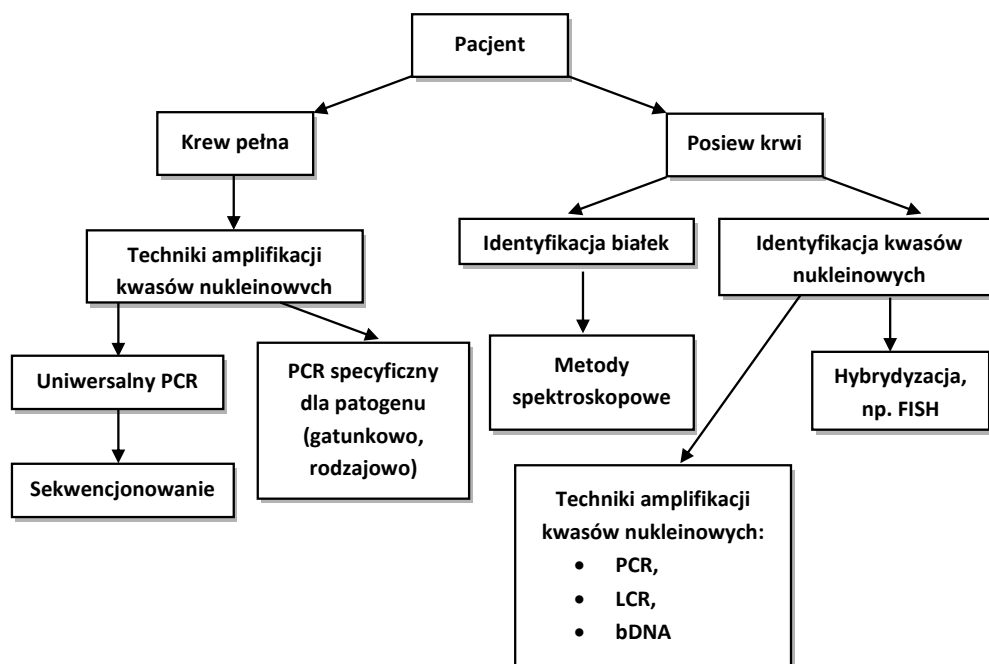 Pacjent
Krew pełna
Posiew krwi
Techniki amplifikacji
kwasów nukleinowych
Identyfikacja białek
Identyfikacja kwasów
nukleinowych
Uniwersalny PCR
PCR specyficzny
dla patogenu
(gatunkowo,
rodzajowo)
Metody
spektroskopowe
Hybrydyzacja,
np. FISH
Sekwencjonowanie
Techniki amplifikacji
kwasów nukleinowych:
• PCR,
• LCR,
• bDNA